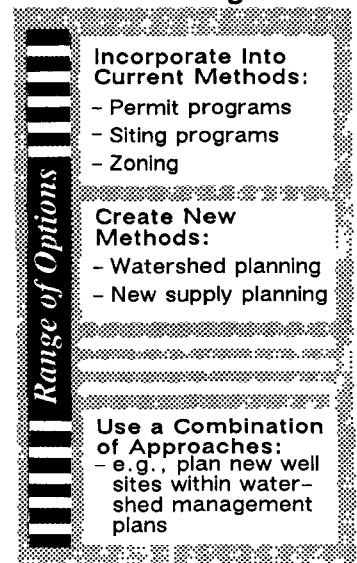 Range of Options
Incorporate Into
Current Methods:
- Permit programs
- Siting programs
- Zoning
Create New
Methods:
- Watershed planning
- New supply planning
Use a Combination
of Approaches:
- e.g., plan new well
sites within water-
shed management
plans